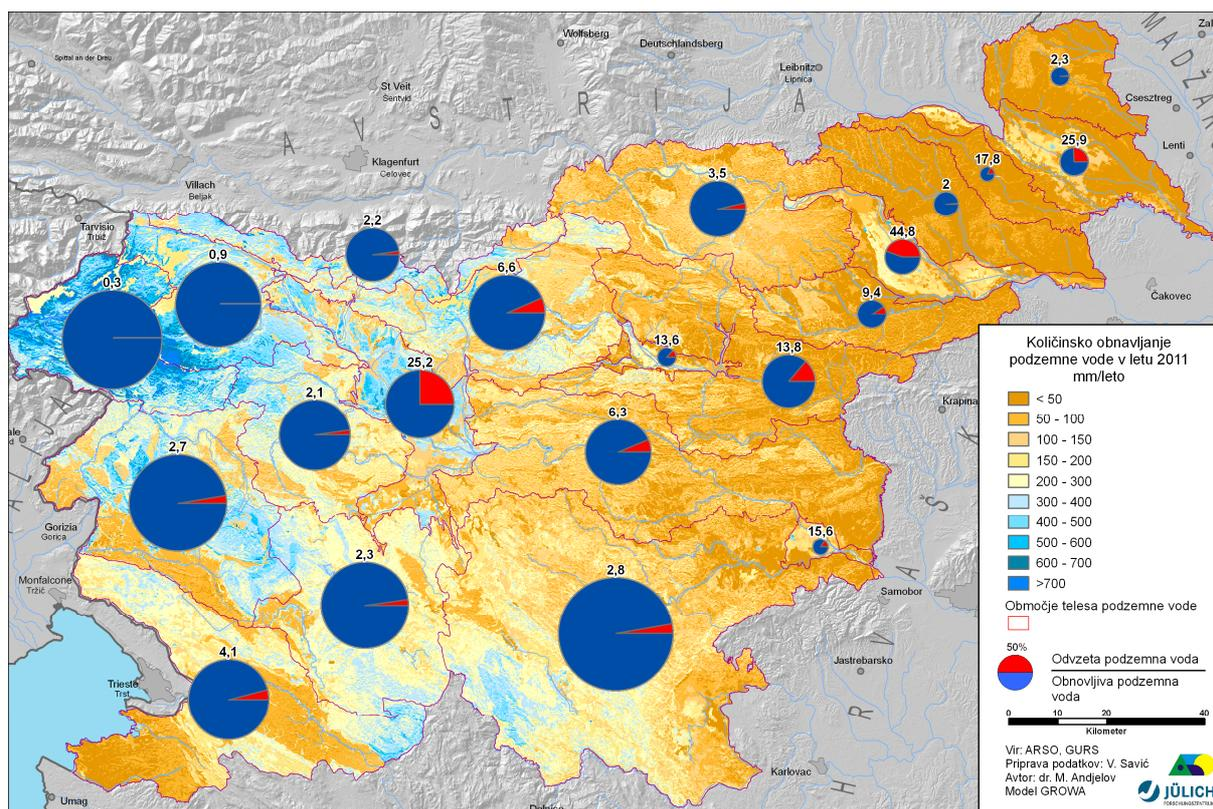 Wolfsberg
Deutschlandsberg
Spittal an der Drau
Leibnitz
Lipnica
St Veit
Šentvid
A V S T R I J A
M A D Ž A R
Csesztreg
Lenti
Klagenfurt
Celovec
Villach
Beljak
Tarvisio
Trbiž
Čakovec
Krapina
Gorizia
Gorica
Monfalcone
Tržič
Trieste
Trst
Samobor
Jastrebarsko
Karlovac
Umag
H R V A Š K
2,3
25,9
17,8
2
3,5
44,8
2,2
0,9
0,3
6,6
9,4
13,6
13,8
25,2
2,1
6,3
2,7
15,6
2,3
2,8
4,1
Količinsko obnavljanje
podzemne vode v letu 2011
mm/leto
< 50
50 - 100
100 - 150
150 - 200
200 - 300
300 - 400
400 - 500
500 - 600
600 - 700
>700
Območje telesa podzemne vode
50%
Odvzeta podzemna voda
Obnovljiva podzemna
voda
0 10 20 40
Kilometer
Vir: ARSO, GURS
Priprava podatkov: V. Savić
Avtor: dr. M. Andjelov
Model GROWA
JÜLICH
FORSCHUNGSZENTRUM